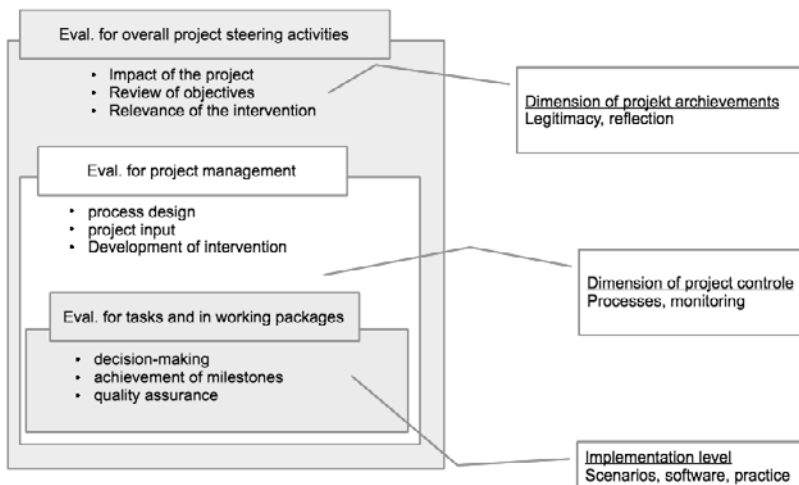 Eval. for overall project steering activities
• Impact of the project
• Review of objectives
• Relevance of the intervention
Dimension of projekt archievements
Legitimacy, reflection
Eval. for project management
• process design
• project input
• Development of intervention
Dimension of project controle
Processes, monitoring
Eval. for tasks and in working packages
• decision-making
• achievement of milestones
• quality assurance
Implementation level
Scenarios, software, practice